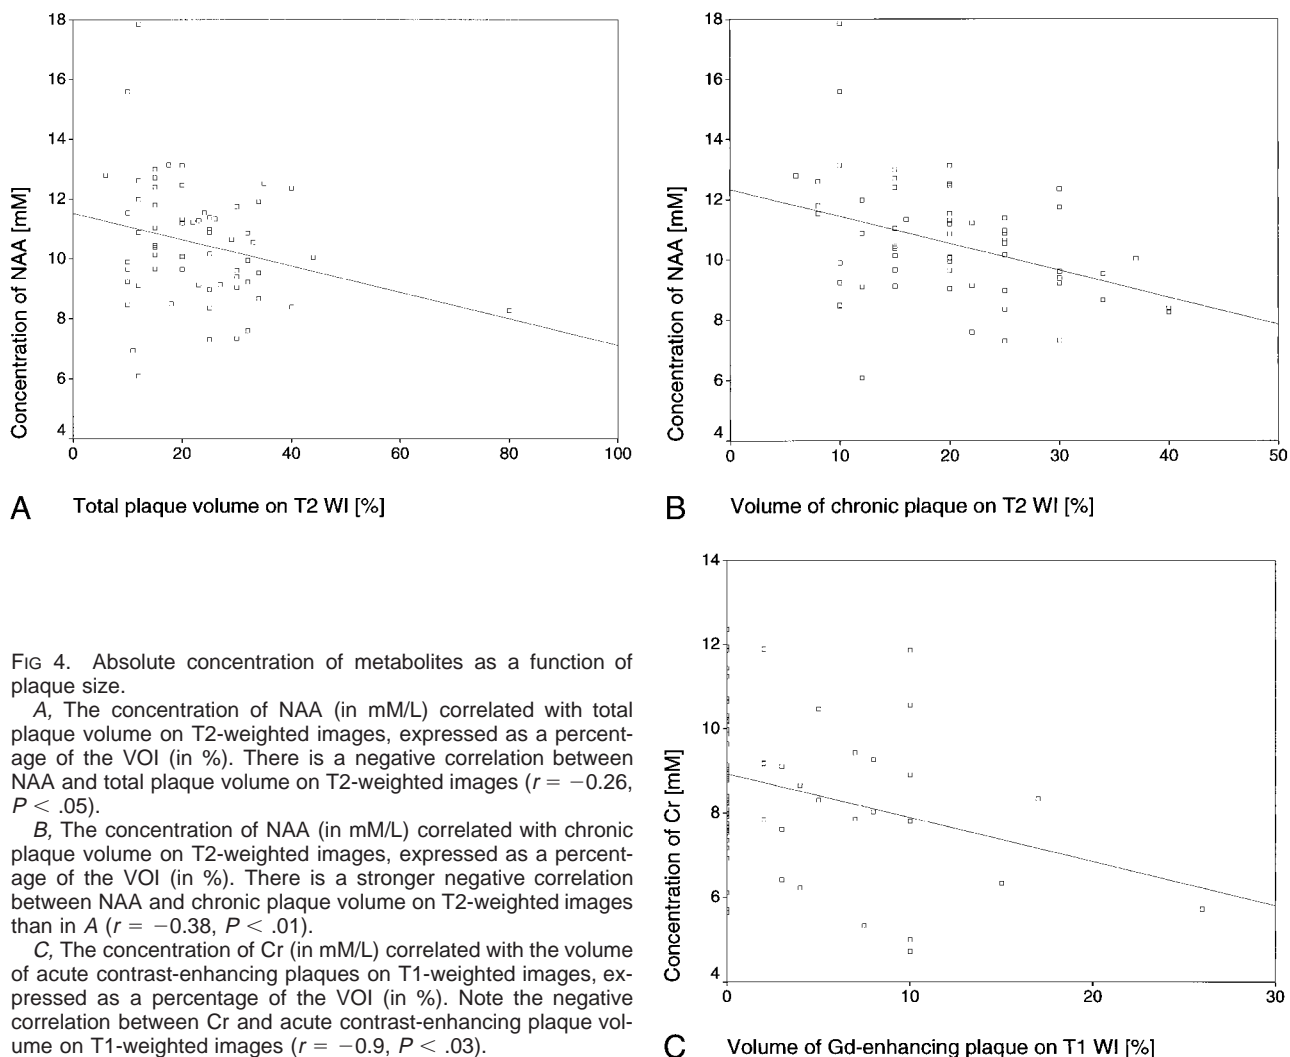 18
16
14
12
10
8
6
4
Concentration of NAA [mM]
0 20 40 60 80 100
A Total plaque volume on T2 WI [%]
18
16
14
12
10
8
6
4
Concentration of NAA [mM]
0 10 20 30 40 50
B Volume of chronic plaque on T2 WI [%]
FIG 4. Absolute concentration of metabolites as a function of
plaque size.
A, The concentration of NAA (in mM/L) correlated with total
plaque volume on T2-weighted images, expressed as a percent-
age of the VOI (in %). There is a negative correlation between
NAA and total plaque volume on T2-weighted images (r = −0.26,
P < .05).
B, The concentration of NAA (in mM/L) correlated with chronic
plaque volume on T2-weighted images, expressed as a percent-
age of the VOI (in %). There is a stronger negative correlation
between NAA and chronic plaque volume on T2-weighted images
than in A (r = −0.38, P < .01).
C, The concentration of Cr (in mM/L) correlated with the volume
of acute contrast-enhancing plaques on T1-weighted images, ex-
pressed as a percentage of the VOI (in %). Note the negative
correlation between Cr and acute contrast-enhancing plaque vol-
ume on T1-weighted images (r = −0.9, P < .03).
14
12
10
8
6
4
Concentration of Cr [mM]
0 10 20 30
C Volume of Gd-enhancing plaque on T1 WI [%]